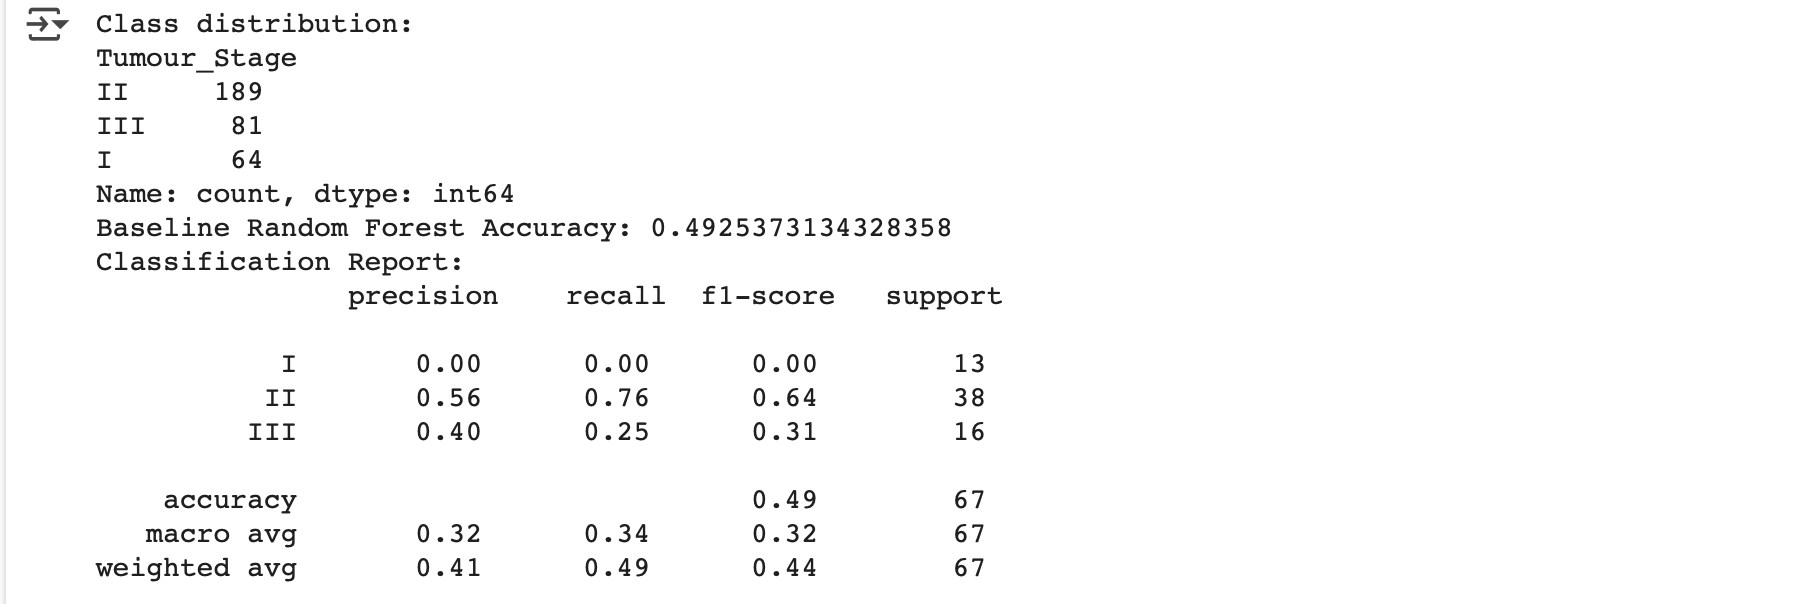 Class distribution:
Tumour_Stage
II 189
III 81
I 64
Name: count, dtype: int64
Baseline Random Forest Accuracy: 0.4925373134328358
Classification Report:
precision recall f1-score support
I 0.00 0.00 0.00 13
II 0.56 0.76 0.64 38
III 0.40 0.25 0.31 16
accuracy 0.49 67
macro avg 0.32 0.34 0.32 67
weighted avg 0.41 0.49 0.44 67